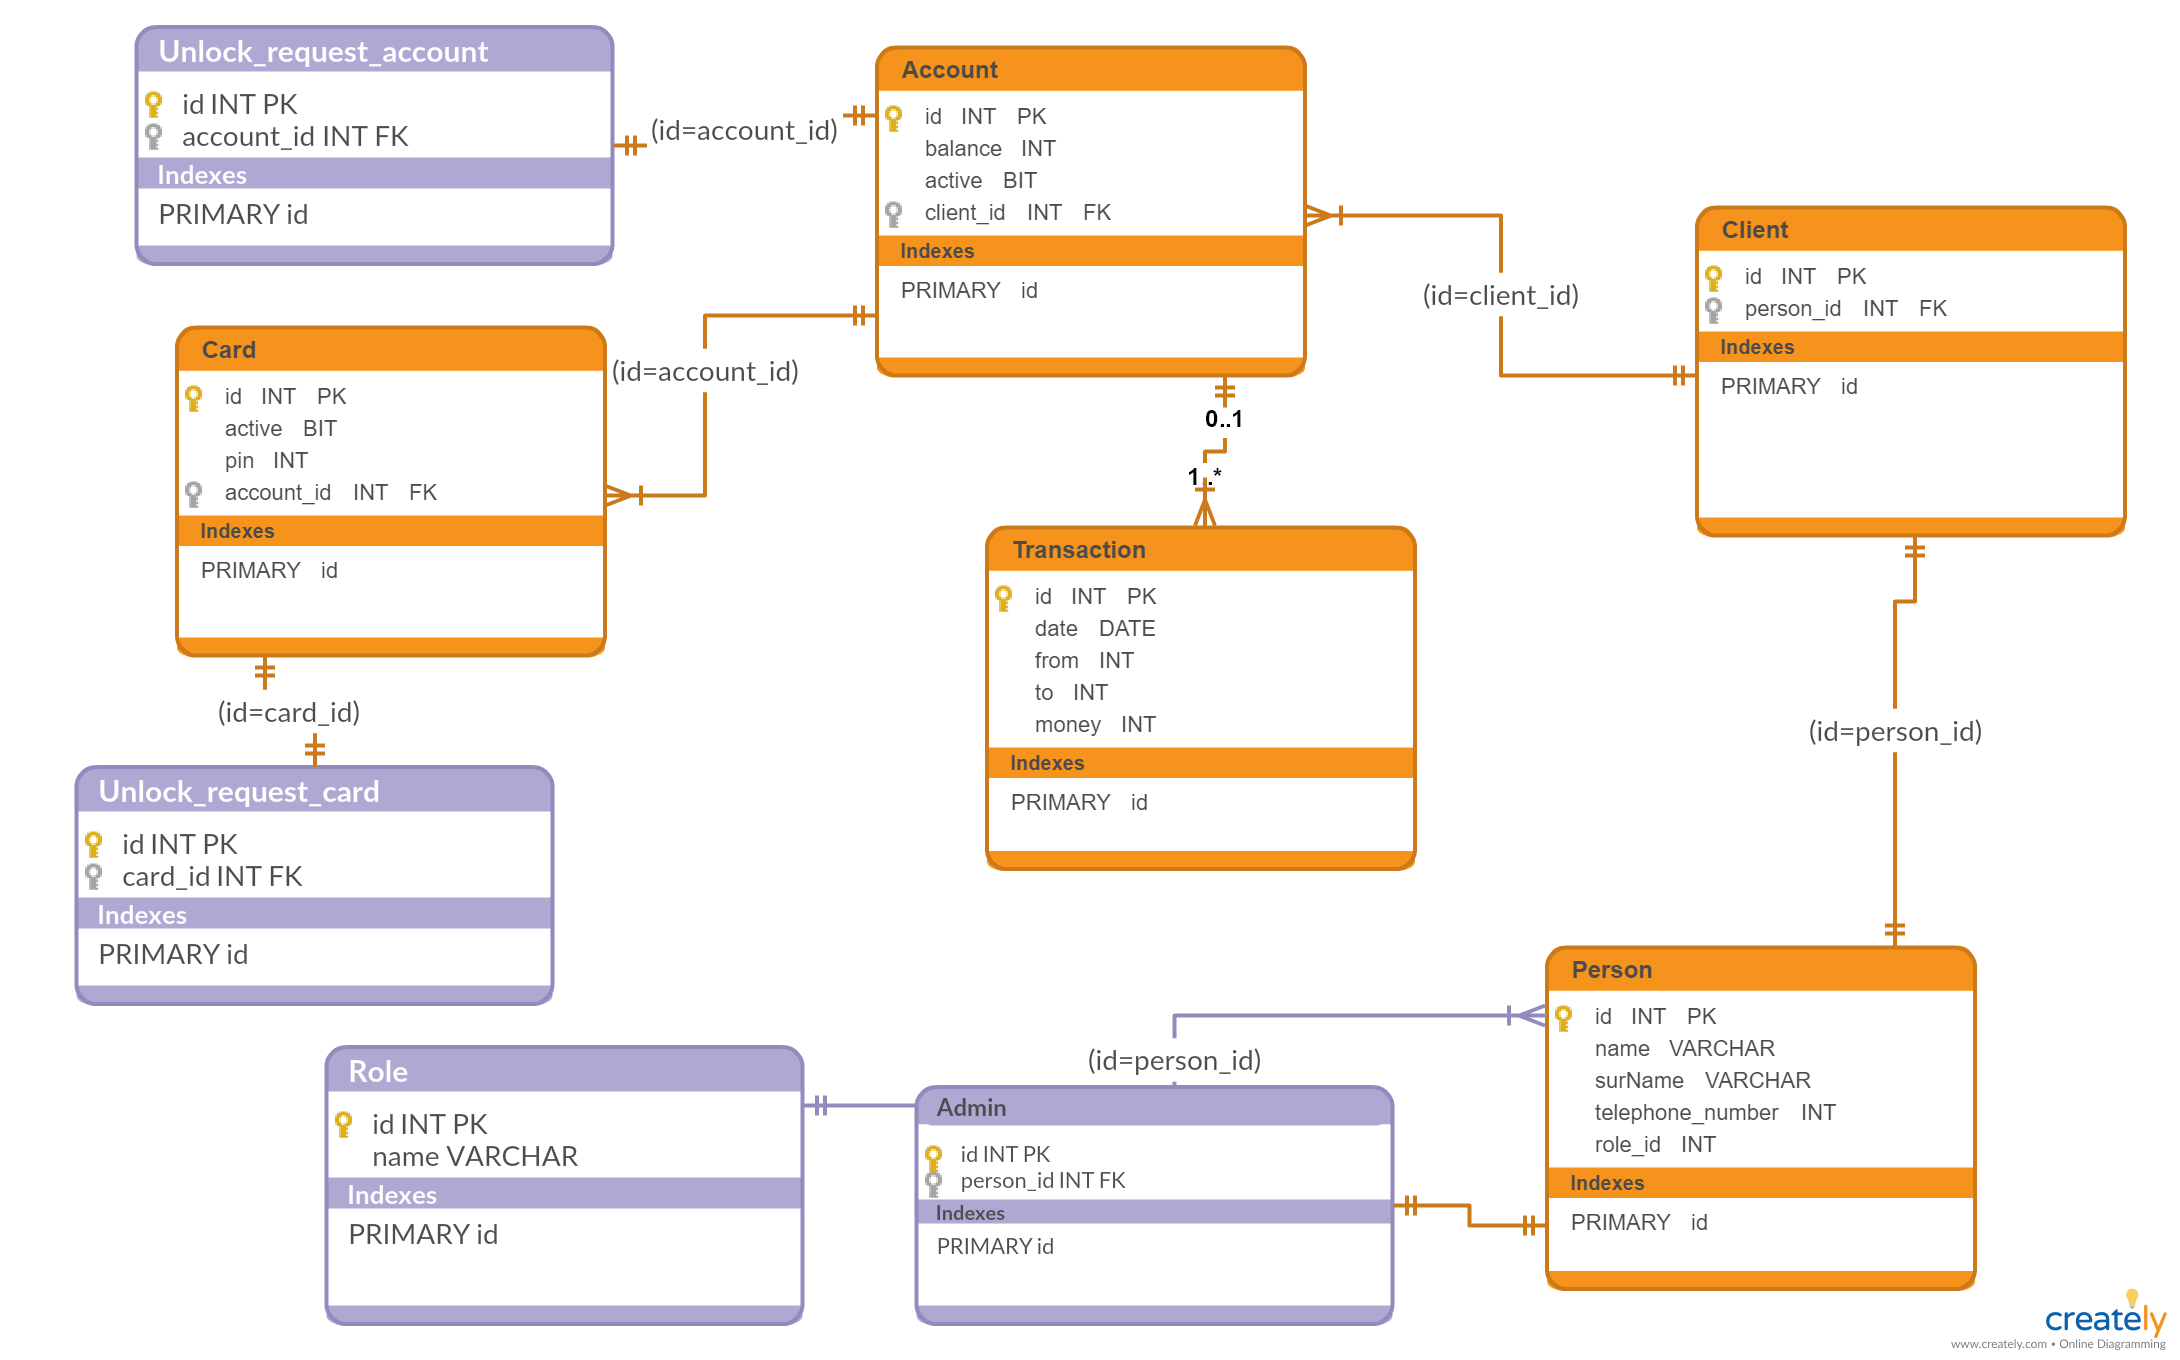 Unlock_request_account
id INT PK
account_id INT FK
Indexes
PRIMARY id
(id=account_id)
Account
id INT PK
balance INT
active BIT
client_id INT FK
Indexes
PRIMARY id
(id=client_id)
Client
id INT PK
person_id INT FK
Indexes
PRIMARY id
Card
id INT PK
active BIT
pin INT
account_id INT FK
Indexes
PRIMARY id
(id=account_id)
0..1
1..*
Transaction
id INT PK
date DATE
from INT
to INT
money INT
Indexes
PRIMARY id
(id=card_id)
Unlock_request_card
id INT PK
card_id INT FK
Indexes
PRIMARY id
(id=person_id)
Person
id INT PK
name VARCHAR
surName VARCHAR
telephone_number INT
role_id INT
Indexes
PRIMARY id
(id=person_id)
Role
id INT PK
name VARCHAR
Indexes
PRIMARY id
Admin
id INT PK
person_id INT FK
Indexes
PRIMARY id
creately
www.creately.com • Online Diagramming